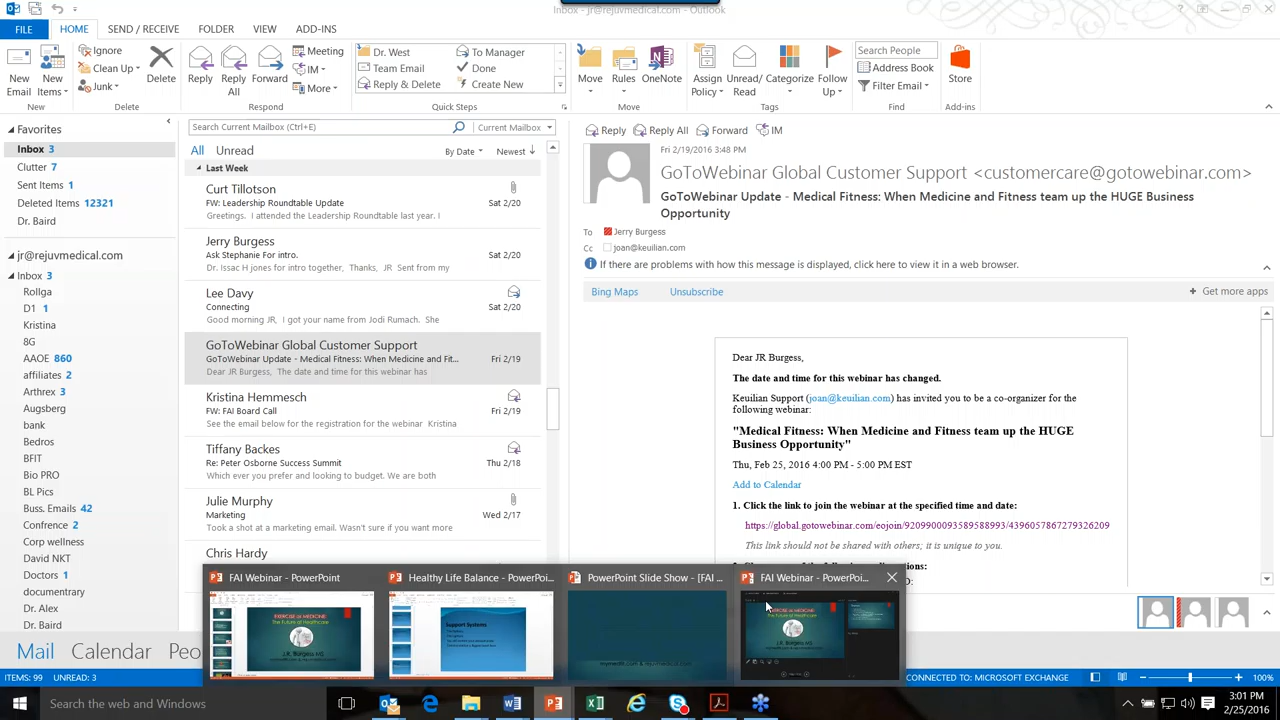 Inbox - jr@rejuvmedical.com - Outlook
FILE HOME SEND / RECEIVE FOLDER VIEW ADD-INS
New Email
New Items
New
Ignore
Clean Up
Junk
Delete
Delete
Reply
Reply All
Forward
Meeting
IM
More
Respond
Dr. West
Team Email
Reply & Delete
To Manager
Done
Create New
Quick Steps
Move
Rules
OneNote
Move
Assign Policy
Unread/ Read
Categorize
Follow Up
Tags
Search People
Address Book
Filter Email
Find
Store
Add-ins
Favorites
Inbox 3
Clutter 7
Sent Items 1
Deleted Items 12321
Dr. Baird
jr@rejuvmedical.com
Inbox 3
Rollga
D1 1
Kristina
8G
AAOE 860
affiliates 2
Arthrex 3
Augsberg
bank
Bedros
BFIT
Bio PRO
BL Pics
Buss. Emails 42
Confrence 2
Corp wellness
David NKT
Doctors 1
documentary
Dr. Alex
Dr. Baird
Search Current Mailbox (Ctrl+E) Current Mailbox
All Unread By Date Newest
Last Week
Curt Tillotson
FW: Leadership Roundtable Update Sat 2/20
Greetings. I attended the Leadership Roundtable last year. I
Jerry Burgess
Ask Stephanie For intro. Sat 2/20
Dr. Issac H jones for intro together, Thanks, JR Sent from my
Lee Davy
Connecting Sat 2/20
Good morning JR, I got your name from Jodi Rumach. She
GoToWebinar Global Customer Support
GoToWebinar Update - Medical Fitness: When Medicine and Fit... Fri 2/19
Dear JR Burgess, The date and time for this webinar has
Kristina Hemmesch
FW: FAI Board Call Fri 2/19
See the email below for the registration for the webinar Kristina
Tiffany Backes
Re: Peter Osborne Success Summit Thu 2/18
Which ever you prefer and looking to budget. We are both
Julie Murphy
Marketing Wed 2/17
Took a shot at a marketing email. Wasn't sure if you want more
Chris Hardy
Reply Reply All Forward IM
Fri 2/19/2016 3:48 PM
GoToWebinar Global Customer Support <customercare@gotowebinar.com>
GoToWebinar Update - Medical Fitness: When Medicine and Fitness team up the HUGE Business
Opportunity
To Jerry Burgess
Cc joan@keuilian.com
If there are problems with how this message is displayed, click here to view it in a web browser.
Bing Maps Unsubscribe + Get more apps
Dear JR Burgess,
The date and time for this webinar has changed.
Keuilian Support (joan@keuilian.com) has invited you to be a co-organizer for the
following webinar:
"Medical Fitness: When Medicine and Fitness team up the HUGE
Business Opportunity"
Thu, Feb 25, 2016 4:00 PM - 5:00 PM EST
Add to Calendar
1. Click the link to join the webinar at the specified time and date:
https://global.gotowebinar.com/eojoin/9209900093589588993/4396057867279326209
This link should not be shared with others; it is unique to you.
FAI Webinar - PowerPoint
Healthy Life Balance - PowerPoi...
PowerPoint Slide Show - [FAI ...
FAI Webinar - PowerPoi...
EXERCISE as MEDICINE:
The Future of Healthcare
J.R. Burgess MS
Support Systems
Mail Calendar Peo
ITEMS: 99 UNREAD: 3 CONNECTED TO: MICROSOFT EXCHANGE 100%
Search the web and Windows
3:01 PM
2/25/2016